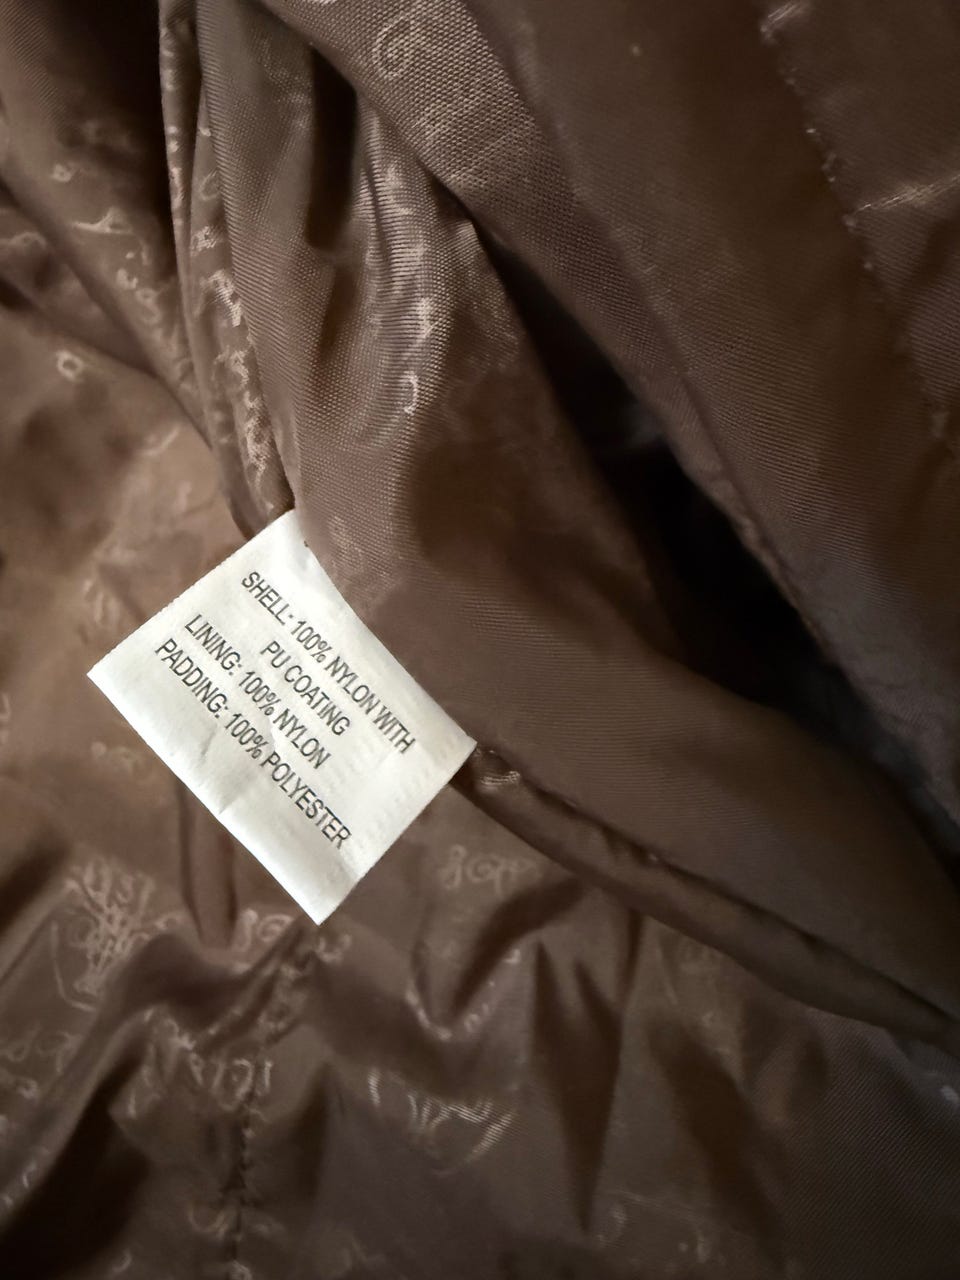 SHELL: 100% NYLON WITH
PU COATING
LINING: 100% NYLON
PADDING: 100% POLYESTER